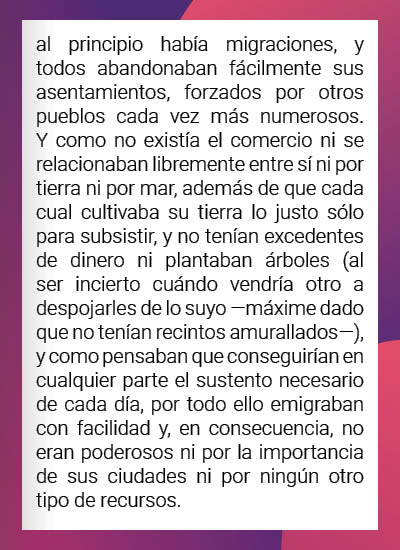 al principio había migraciones, y
todos abandonaban fácilmente sus
asentamientos, forzados por otros
pueblos cada vez más numerosos.
Y como no existía el comercio ni se
relacionaban libremente entre sí ni por
tierra ni por mar, además de que cada
cual cultivaba su tierra lo justo sólo
para subsistir, y no tenían excedentes
de dinero ni plantaban árboles (al
ser incierto cuándo vendría otro a
despojarles de lo suyo —máxime dado
que no tenían recintos amurallados—),
y como pensaban que conseguirían en
cualquier parte el sustento necesario
de cada día, por todo ello emigraban
con facilidad y, en consecuencia, no
eran poderosos ni por la importancia
de sus ciudades ni por ningún otro
tipo de recursos.